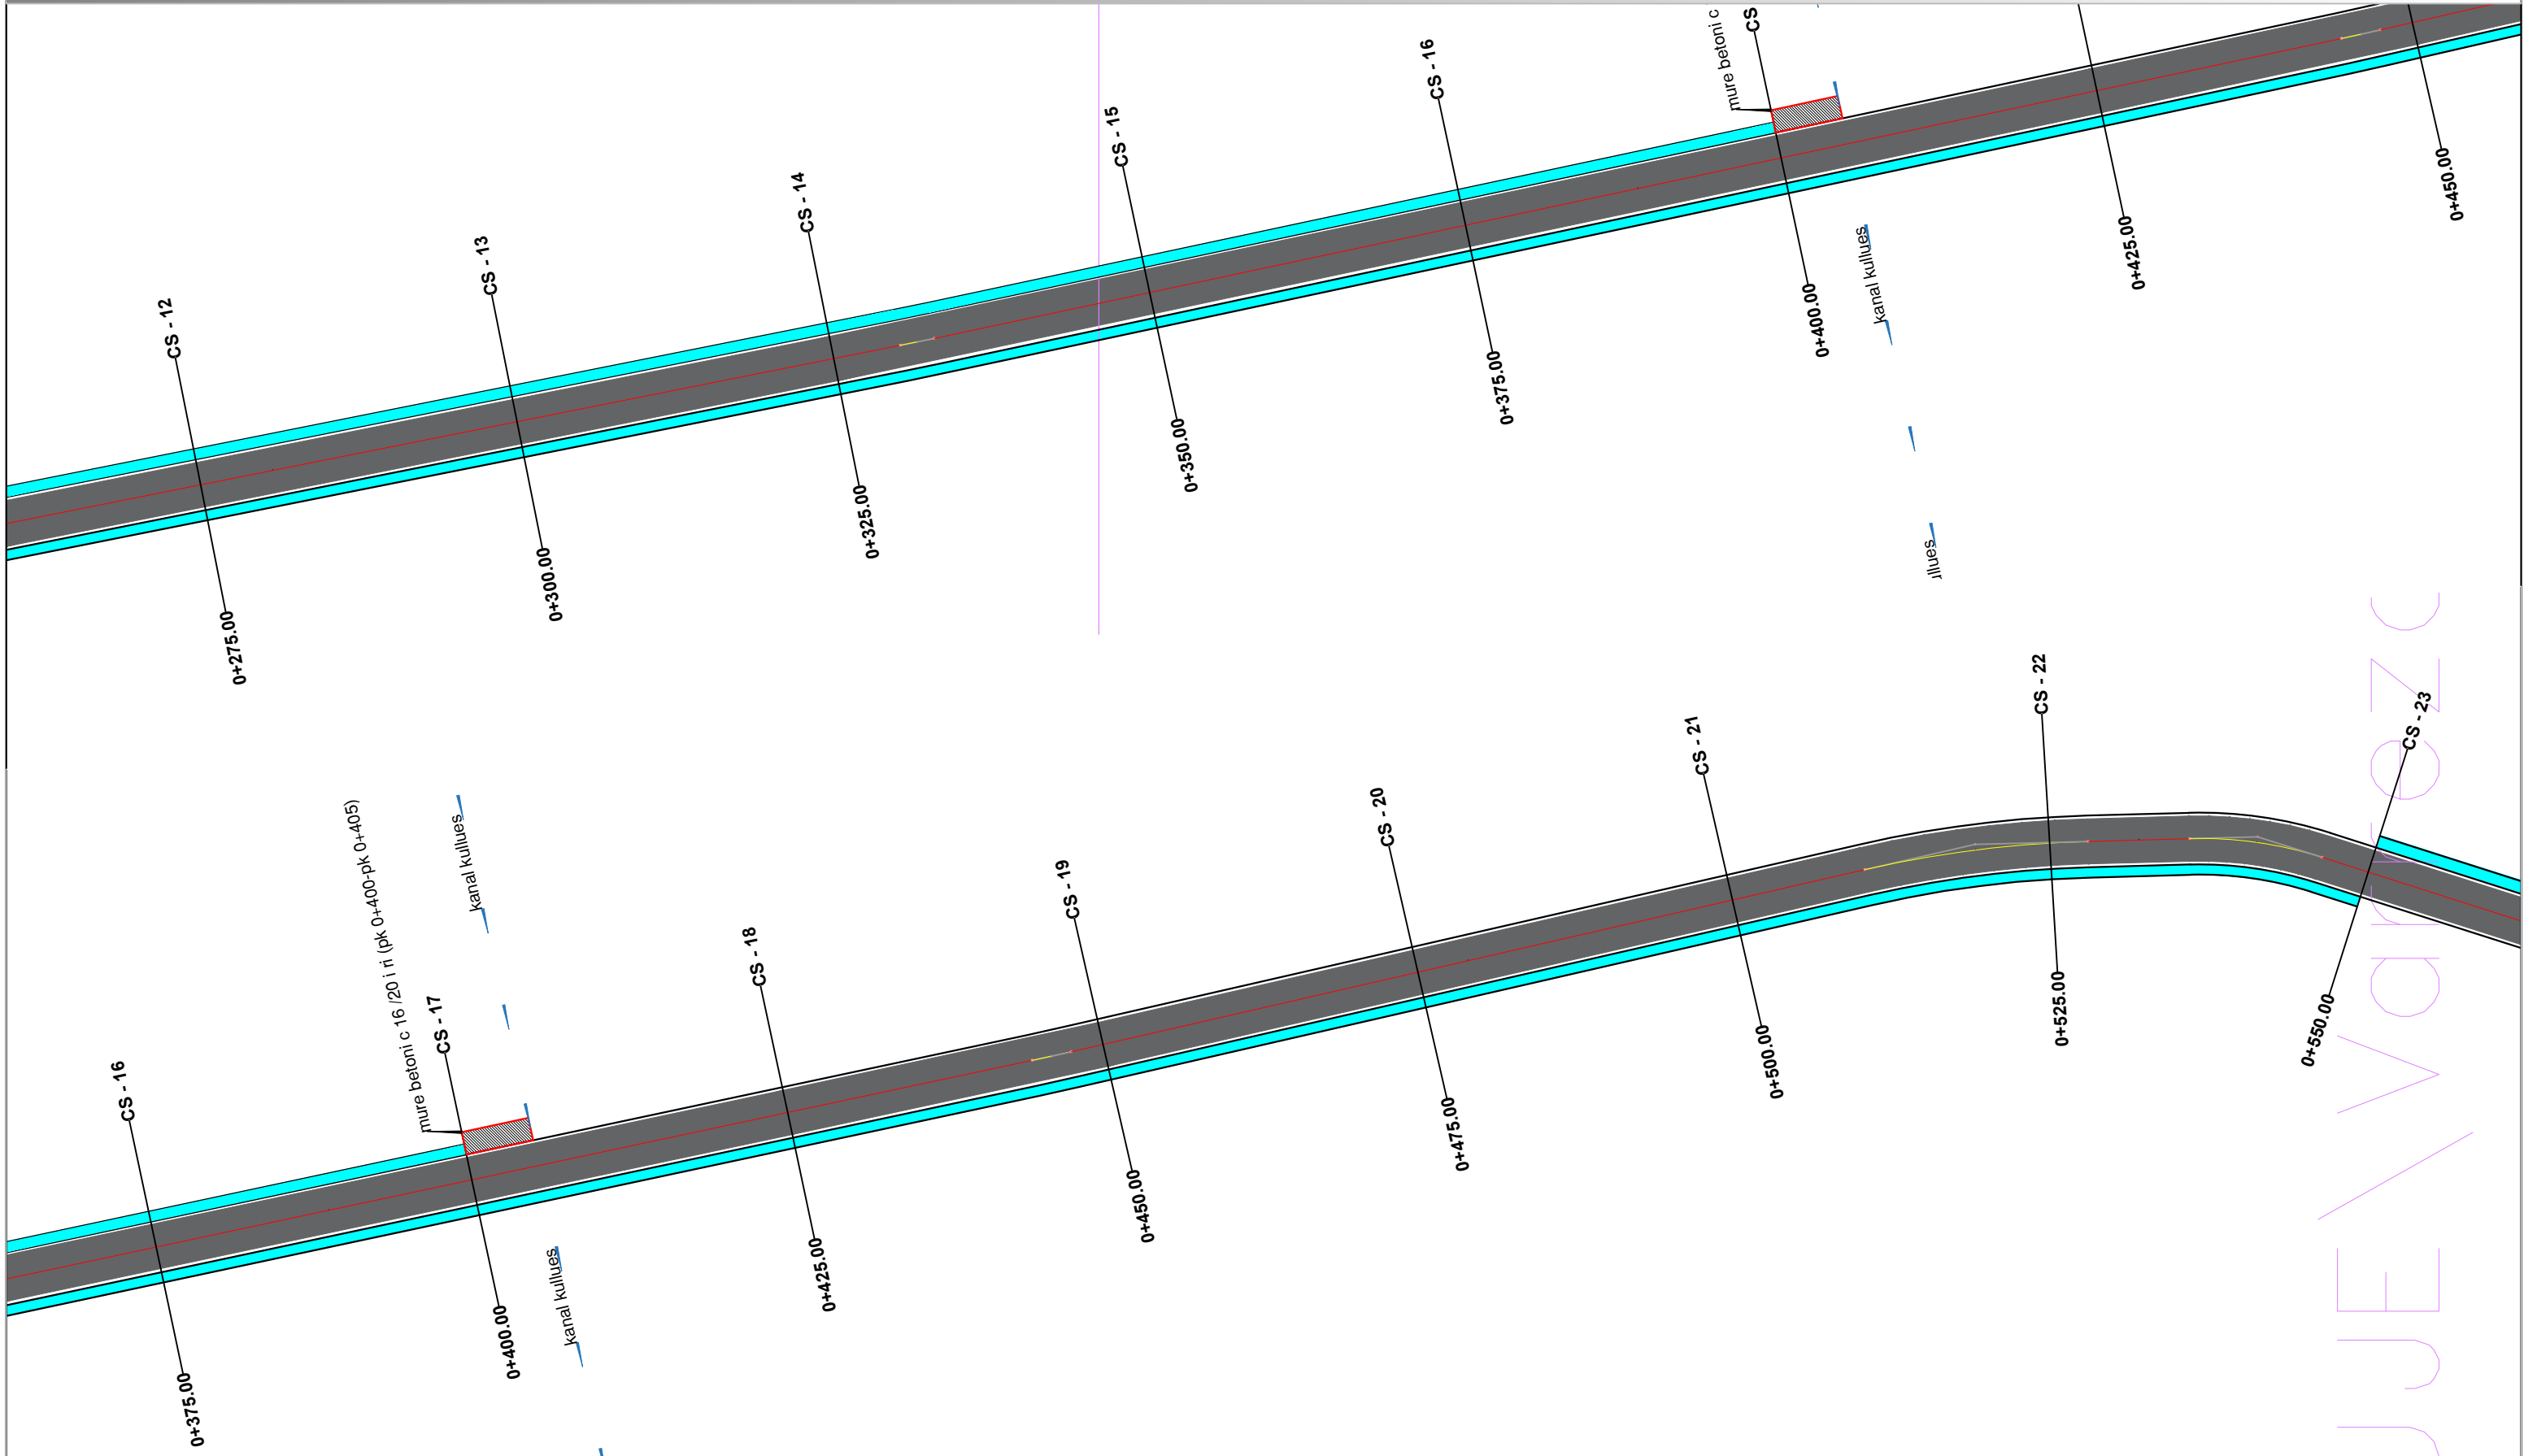 CS - 12
CS - 13
CS - 14
CS - 15
CS - 16
mure betoni c
CS
0+275.00
0+300.00
0+325.00
0+350.00
0+375.00
0+400.00
kanal kullues
0+425.00
0+450.00
CS - 16
mure betoni c 16 /20 i ri (pk 0+400-pk 0+405)
CS - 17
kanal kullues
CS - 18
CS - 19
CS - 20
CS - 21
CS - 22
CS - 23
0+375.00
0+400.00
kanal kullues
0+425.00
0+450.00
0+475.00
0+500.00
0+525.00
0+550.00